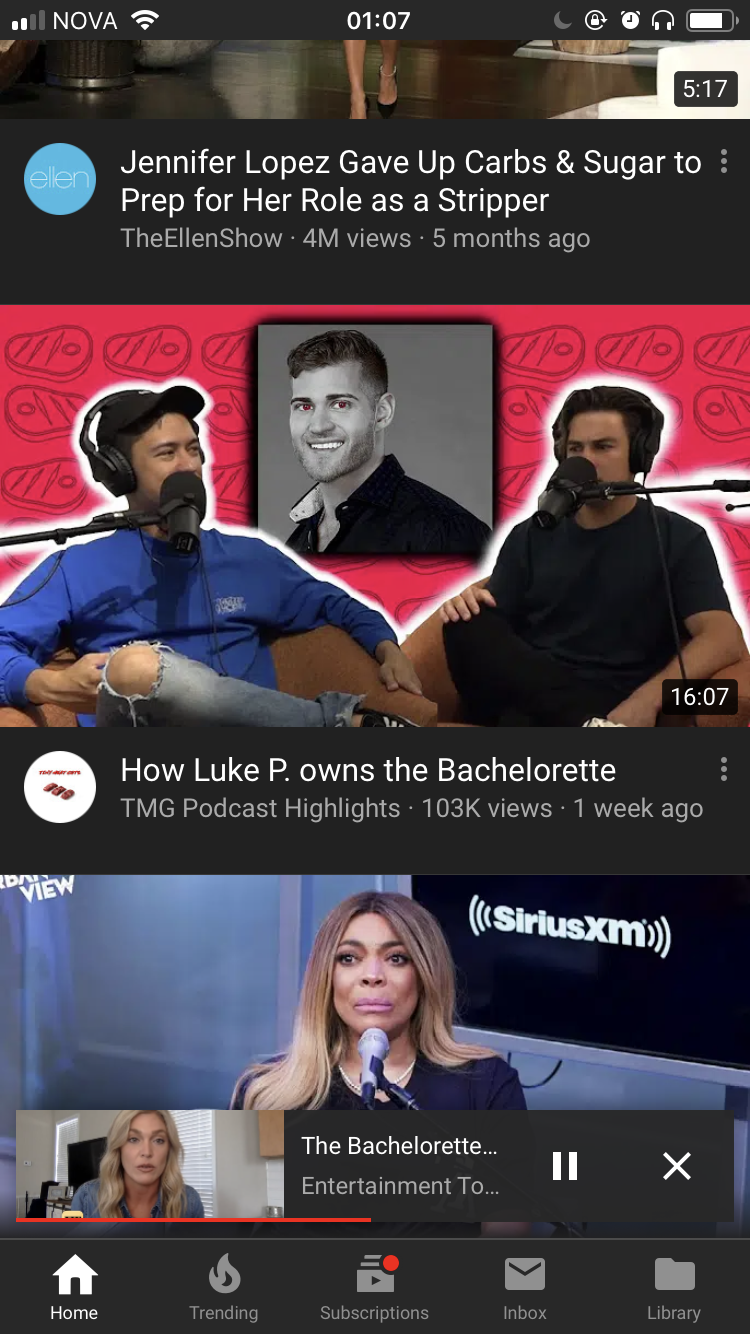 NOVA 01:07
5:17
ellen
Jennifer Lopez Gave Up Carbs & Sugar to
Prep for Her Role as a Stripper
TheEllenShow · 4M views · 5 months ago
16:07
How Luke P. owns the Bachelorette
TMG Podcast Highlights · 103K views · 1 week ago
VIEW
((SiriusXM))
The Bachelorette...
Entertainment To...
Home Trending Subscriptions Inbox Library